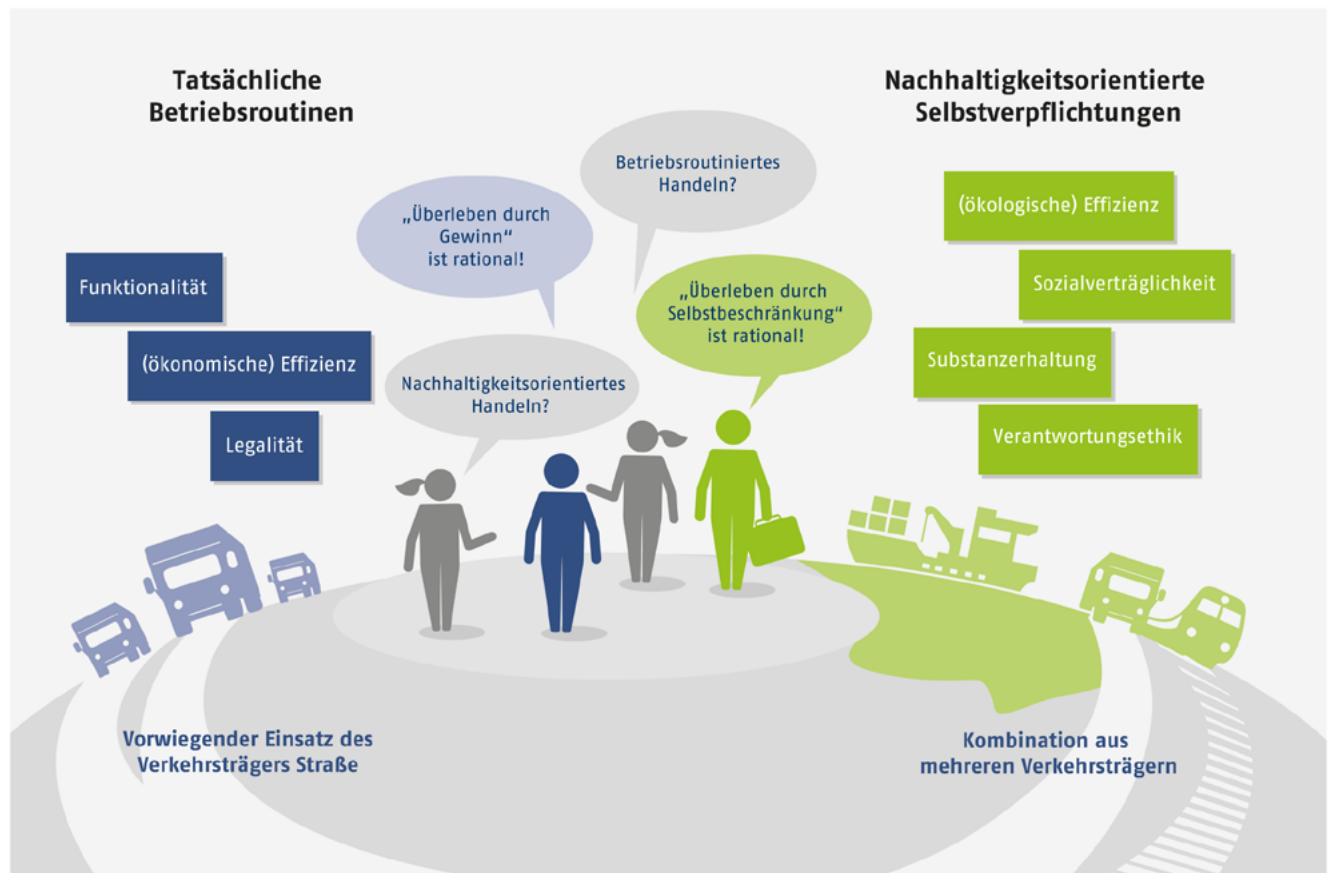 Tatsächliche
Betriebsroutinen
Nachhaltigkeitsorientierte
Selbstverpflichtungen
Betriebsroutiniertes
Handeln?
„Überleben durch
Gewinn“
ist rational!
„Überleben durch
Selbstbeschränkung“
ist rational!
Nachhaltigkeitsorientiertes
Handeln?
Funktionalität
(ökonomische) Effizienz
Legalität
(ökologische) Effizienz
Sozialverträglichkeit
Substanzerhaltung
Verantwortungsethik
Vorwiegender Einsatz des
Verkehrsträgers Straße
Kombination aus
mehreren Verkehrsträgern